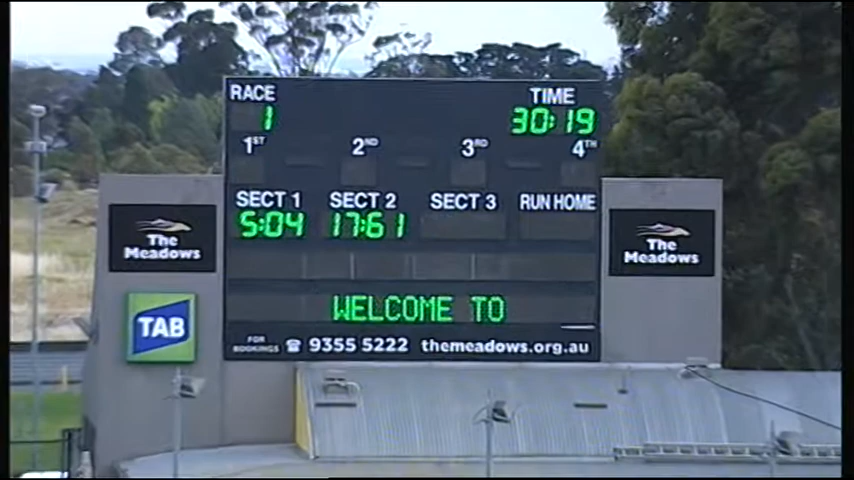 RACE TIME
1 30:19
1ST 2ND 3RD 4TH
SECT 1 SECT 2 SECT 3 RUN HOME
5:04 17:61
The Meadows
The Meadows
TAB
WELCOME TO
FOR BOOKINGS ☎ 9355 5222 themeadows.org.au